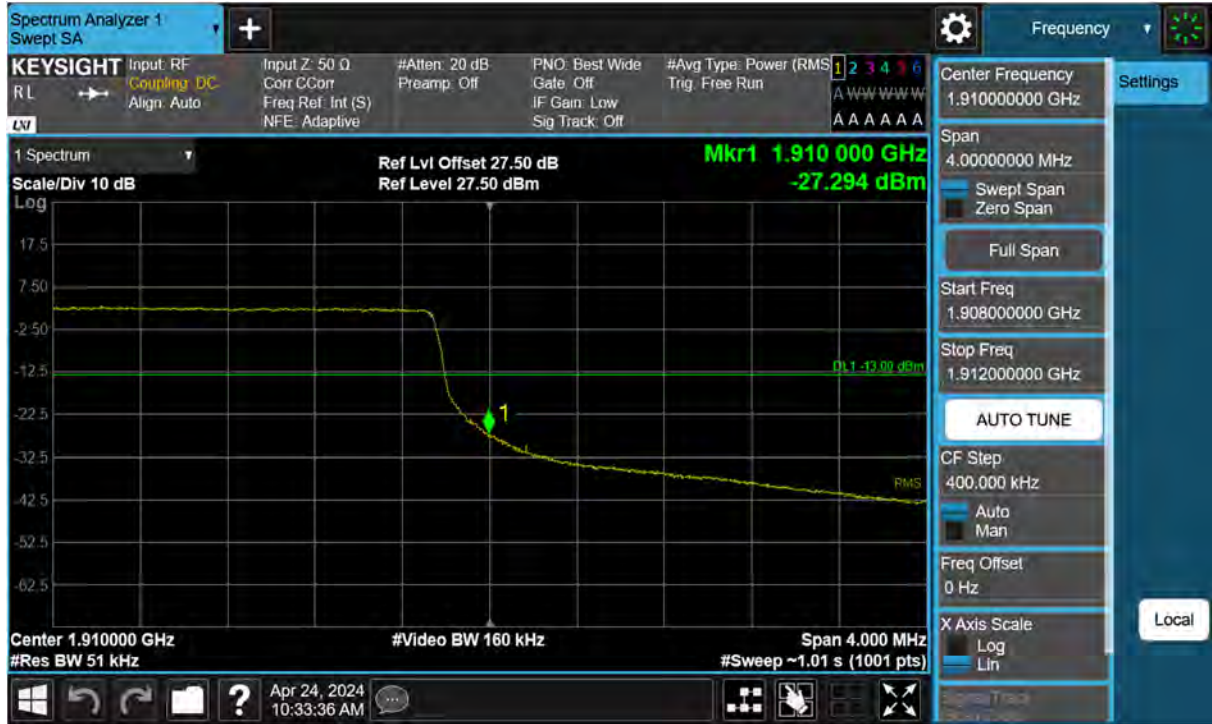 Spectrum Analyzer 1
Swept SA
+
Frequency
KEYSIGHT
RL
LXI
Input: RF
Coupling: DC
Align: Auto
Input Z: 50 Ω
Corr CCorr
Freq Ref: Int (S)
NFE: Adaptive
#Atten: 20 dB
Preamp: Off
PNO: Best Wide
Gate: Off
IF Gain: Low
Sig Track: Off
#Avg Type: Power (RMS
Trig: Free Run
1 2 3 4 5 6
A W W W W W
A A A A A A
1 Spectrum
Scale/Div 10 dB
Log
Ref Lvl Offset 27.50 dB
Ref Level 27.50 dBm
Mkr1 1.910 000 GHz
-27.294 dBm
17.5
7.50
-2.50
-12.5
-22.5
-32.5
-42.5
-52.5
-62.5
DL1 -13.00 dBm
1
RMS
Center 1.910000 GHz
#Res BW 51 kHz
#Video BW 160 kHz
Span 4.000 MHz
#Sweep ~1.01 s (1001 pts)
Center Frequency
1.910000000 GHz
Span
4.00000000 MHz
Swept Span
Zero Span
Full Span
Start Freq
1.908000000 GHz
Stop Freq
1.912000000 GHz
AUTO TUNE
CF Step
400.000 kHz
Auto
Man
Freq Offset
0 Hz
X Axis Scale
Log
Lin
Signal Track
Settings
Local
?
Apr 24, 2024
10:33:36 AM